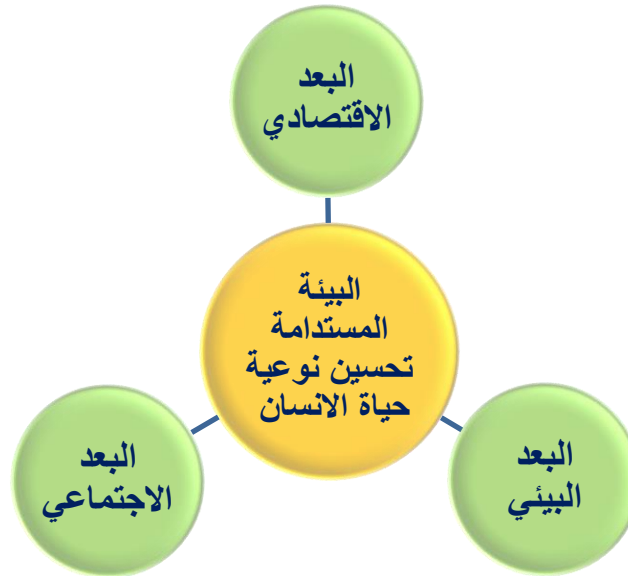 البعد
الاقتصادي
البيئة
المستدامة
تحسين نوعية
حياة الانسان
البعد
البيئي
البعد
الاجتماعي